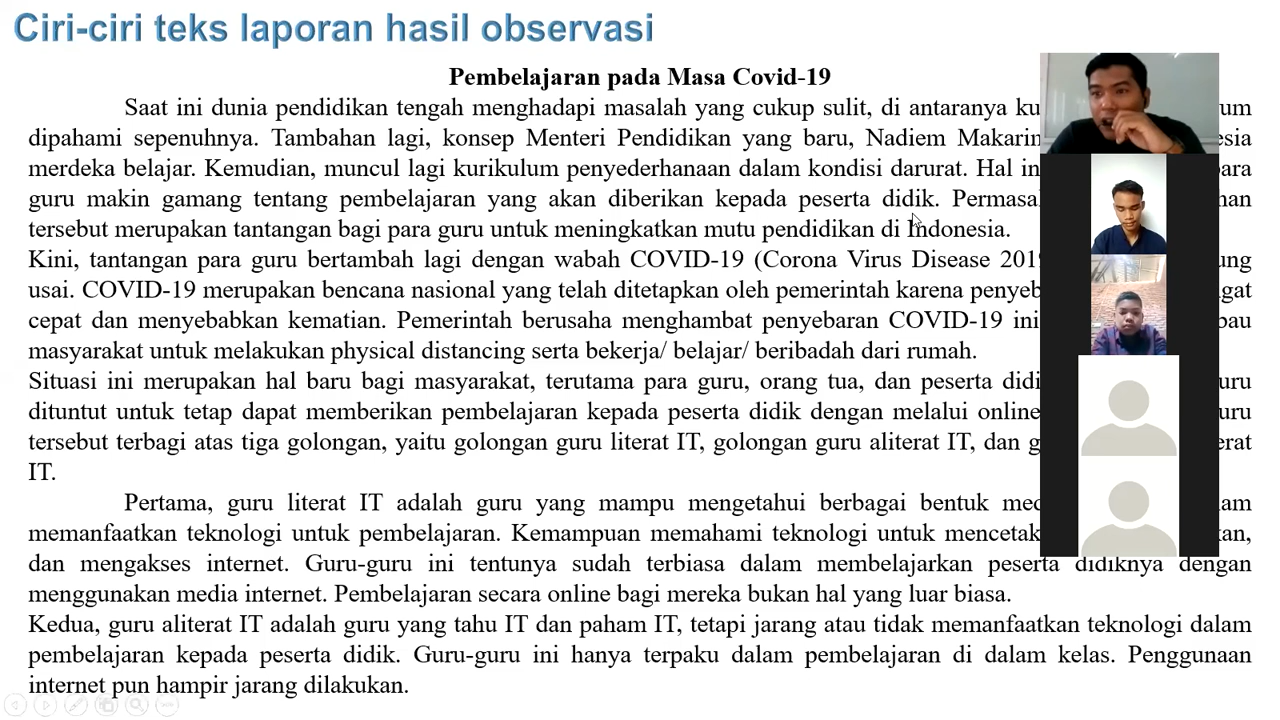 Ciri-ciri teks laporan hasil observasi
Pembelajaran pada Masa Covid-19
Saat ini dunia pendidikan tengah menghadapi masalah yang cukup sulit, di antaranya
dipahami sepenuhnya. Tambahan lagi, konsep Menteri Pendidikan yang baru, Nadiem
merdeka belajar. Kemudian, muncul lagi kurikulum penyederhanaan dalam kondisi darurat. Hal
guru makin gamang tentang pembelajaran yang akan diberikan kepada peserta didik.
tersebut merupakan tantangan bagi para guru untuk meningkatkan mutu pendidikan di Indonesia.
Kini, tantangan para guru bertambah lagi dengan wabah COVID-19 (Corona Virus Disease 2019
usai. COVID-19 merupakan bencana nasional yang telah ditetapkan oleh pemerintah karena
cepat dan menyebabkan kematian. Pemerintah berusaha menghambat penyebaran COVID-19 ini
masyarakat untuk melakukan physical distancing serta bekerja/ belajar/ beribadah dari rumah.
Situasi ini merupakan hal baru bagi masyarakat, terutama para guru, orang tua, dan peserta
dituntut untuk tetap dapat memberikan pembelajaran kepada peserta didik dengan melalui online
tersebut terbagi atas tiga golongan, yaitu golongan guru literat IT, golongan guru aliterat IT, dan
IT.
Pertama, guru literat IT adalah guru yang mampu mengetahui berbagai bentuk
memanfaatkan teknologi untuk pembelajaran. Kemampuan memahami teknologi untuk
dan mengakses internet. Guru-guru ini tentunya sudah terbiasa dalam membelajarkan peserta didiknya dengan
menggunakan media internet. Pembelajaran secara online bagi mereka bukan hal yang luar biasa.
Kedua, guru aliterat IT adalah guru yang tahu IT dan paham IT, tetapi jarang atau tidak memanfaatkan teknologi dalam
pembelajaran kepada peserta didik. Guru-guru ini hanya terpaku dalam pembelajaran di dalam kelas. Penggunaan
internet pun hampir jarang dilakukan.